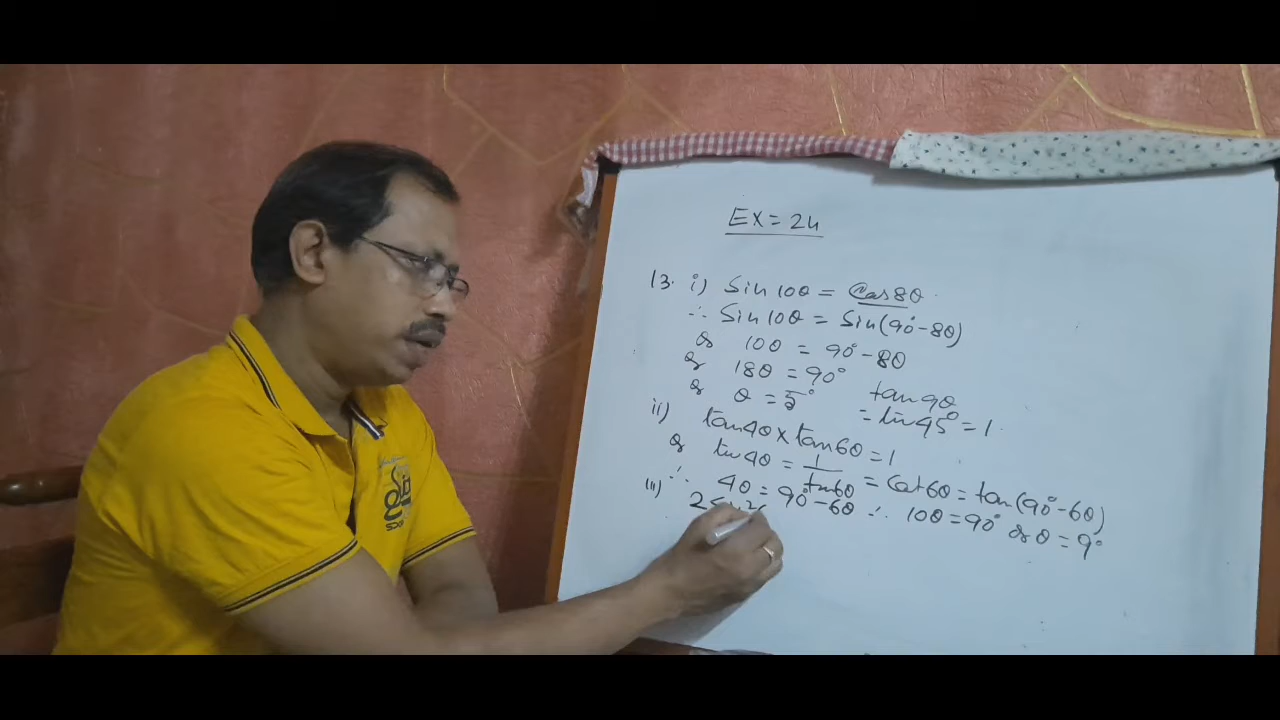 EX = 24
13. i) Sin 10θ = Cos 8θ
∴ Sin 10θ = Sin(90° - 8θ)
or 10θ = 90° - 8θ
or 18θ = 90°
or θ = 5°
tan 9θ
= tan 45° = 1.
ii) tan 4θ × tan 6θ = 1
or tan 4θ = 1/tan 6θ = Cot 6θ = tan(90° - 6θ)
∴ 4θ = 90° - 6θ ∴ 10θ = 90° or θ = 9°
iii) 2